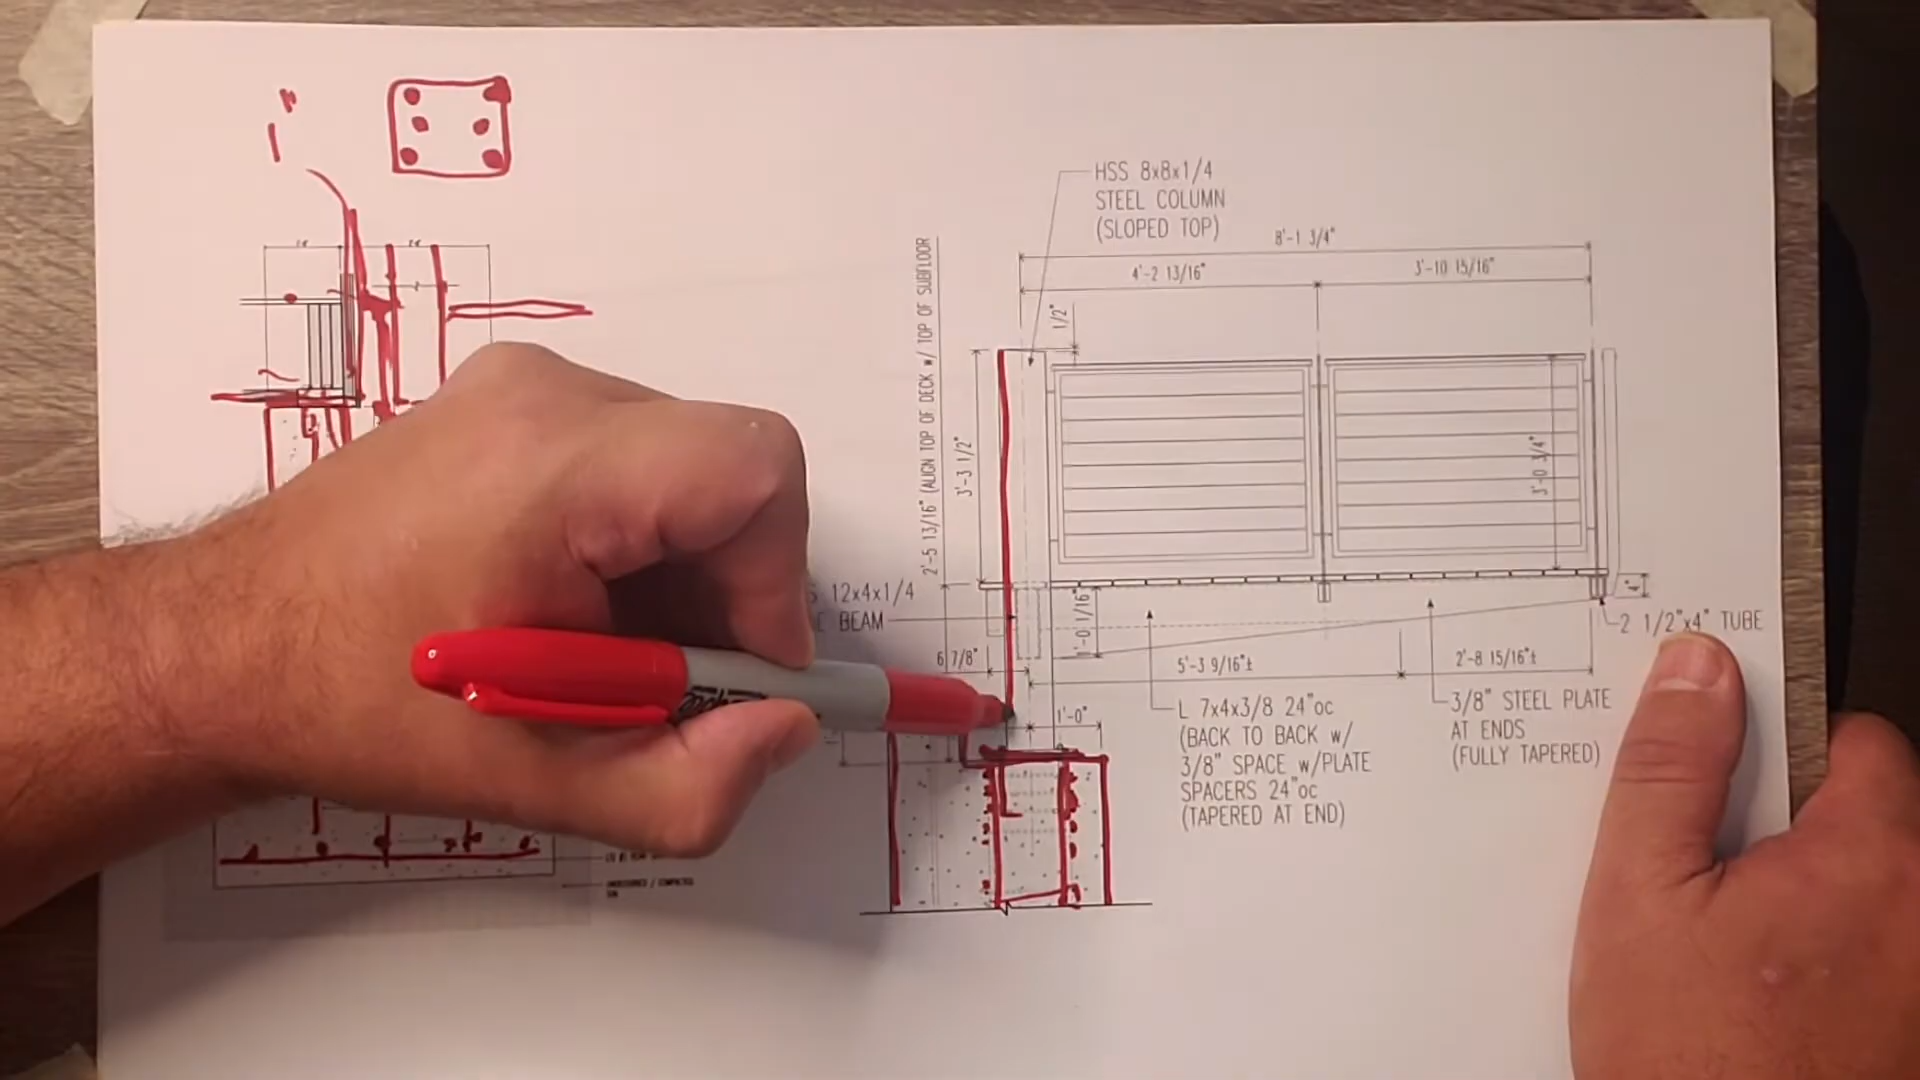 HSS 8x8x1/4
STEEL COLUMN
(SLOPED TOP)
8'-1 3/4"
4'-2 13/16"
3'-10 15/16"
1/2"
2'-5 13/16" (ALIGN TOP OF DECK w/ TOP OF SUBFLOOR
3'-3 1/2"
3'-0 3/4"
12x4x1/4
BEAM
1'-0 1/16"
4"
2 1/2"x4" TUBE
6 7/8"
5'-3 9/16"±
2'-8 15/16"±
1'-0"
L 7x4x3/8 24"oc
(BACK TO BACK w/
3/8" SPACE w/PLATE
SPACERS 24"oc
(TAPERED AT END)
3/8" STEEL PLATE
AT ENDS
(FULLY TAPERED)
UNDISTURBED / COMPACTED